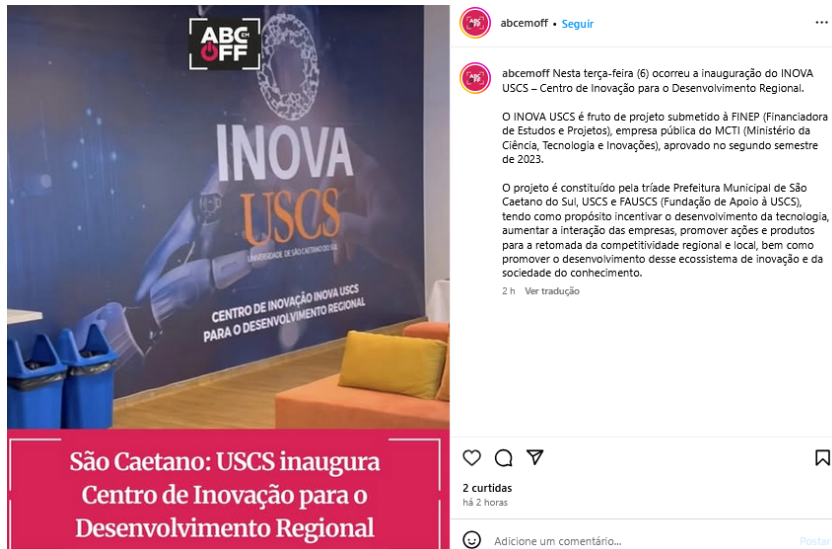 ABC
EM
OFF
INOVA
USCS
UNIVERSIDADE DE SÃO CAETANO DO SUL
CENTRO DE INOVAÇÃO INOVA USCS
PARA O DESENVOLVIMENTO REGIONAL
São Caetano: USCS inaugura
Centro de Inovação para o
Desenvolvimento Regional
abcemoff • Seguir
abcemoff Nesta terça-feira (6) ocorreu a inauguração do INOVA
USCS – Centro de Inovação para o Desenvolvimento Regional.
O INOVA USCS é fruto de projeto submetido à FINEP (Financiadora
de Estudos e Projetos), empresa pública do MCTI (Ministério da
Ciência, Tecnologia e Inovações), aprovado no segundo semestre
de 2023.
O projeto é constituído pela tríade Prefeitura Municipal de São
Caetano do Sul, USCS e FAUSCS (Fundação de Apoio à USCS),
tendo como propósito incentivar o desenvolvimento da tecnologia,
aumentar a interação das empresas, promover ações e produtos
para a retomada da competitividade regional e local, bem como
promover o desenvolvimento desse ecossistema de inovação e da
sociedade do conhecimento.
2 h Ver tradução
2 curtidas
há 2 horas
Adicione um comentário... Postar